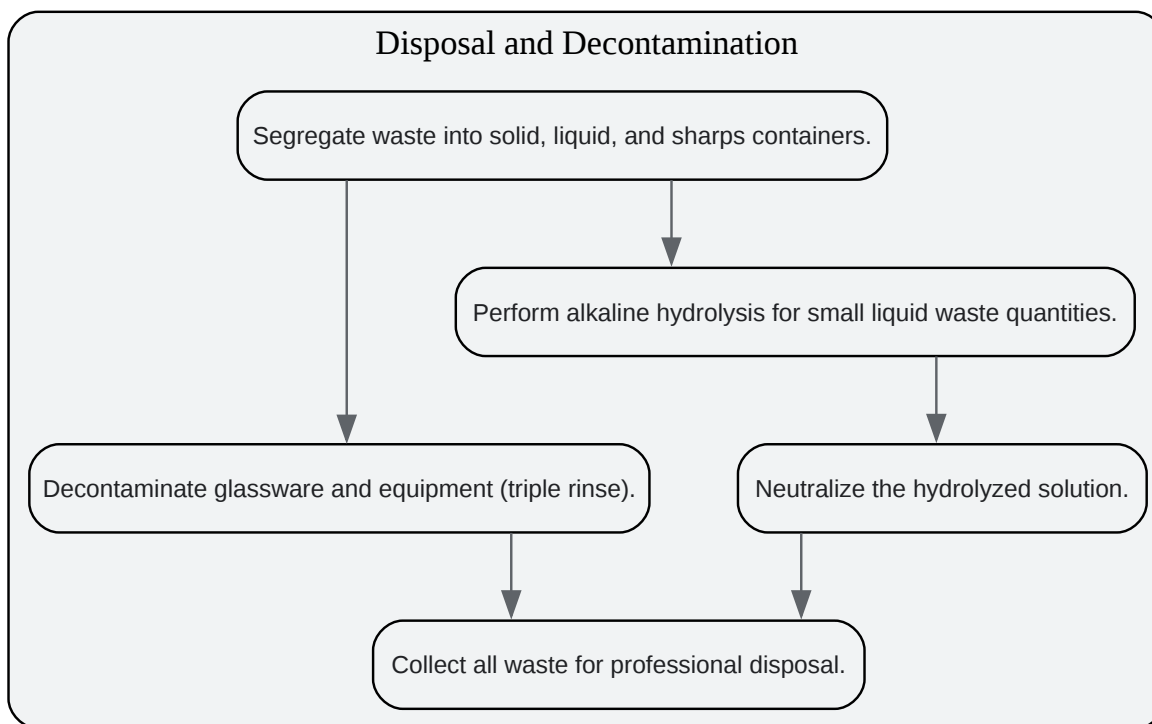 Disposal and Decontamination
Segregate waste into solid, liquid, and sharps containers.
Perform alkaline hydrolysis for small liquid waste quantities.
Decontaminate glassware and equipment (triple rinse).
Neutralize the hydrolyzed solution.
Collect all waste for professional disposal.